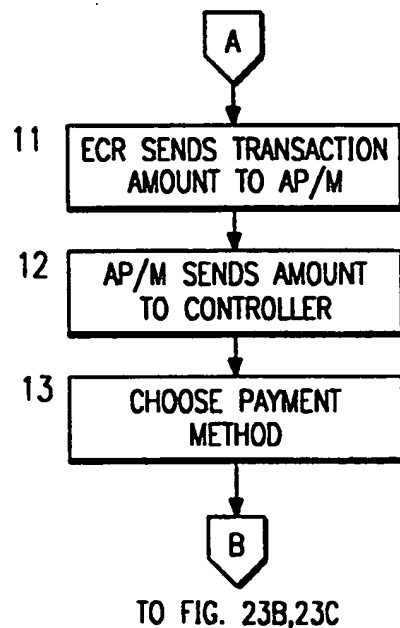 A
11
ECR SENDS TRANSACTION
AMOUNT TO AP/M
12
AP/M SENDS AMOUNT
TO CONTROLLER
13
CHOOSE PAYMENT
METHOD
B
TO FIG. 23B,23C